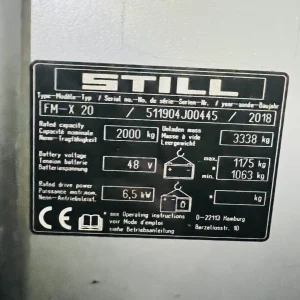 STILL
Type-Modèle-Typ / Serial no.-No. de série-Serien-nr. / year-année-Baujahr
FM-X 20 / 511904J00445 / 2018
Rated capacity
Capacité nominale 2000 kg
Nenn-Tragfähigkeit
Unladen mass
Masse à vide 3338 kg
Leergewicht
Battery voltage
Tension batterie 48 v
Batteriespannung
max. 1175 kg
min. 1063 kg
Rated drive power
Puissance mot.nom. 6,5 kW
Nenn-Antriebsleist.
* kg
CE
see Operating instructions
voir Mode d'emploi
siehe Betriebsanleitung
D-22113 Hamburg
Berzeliusstr. 10